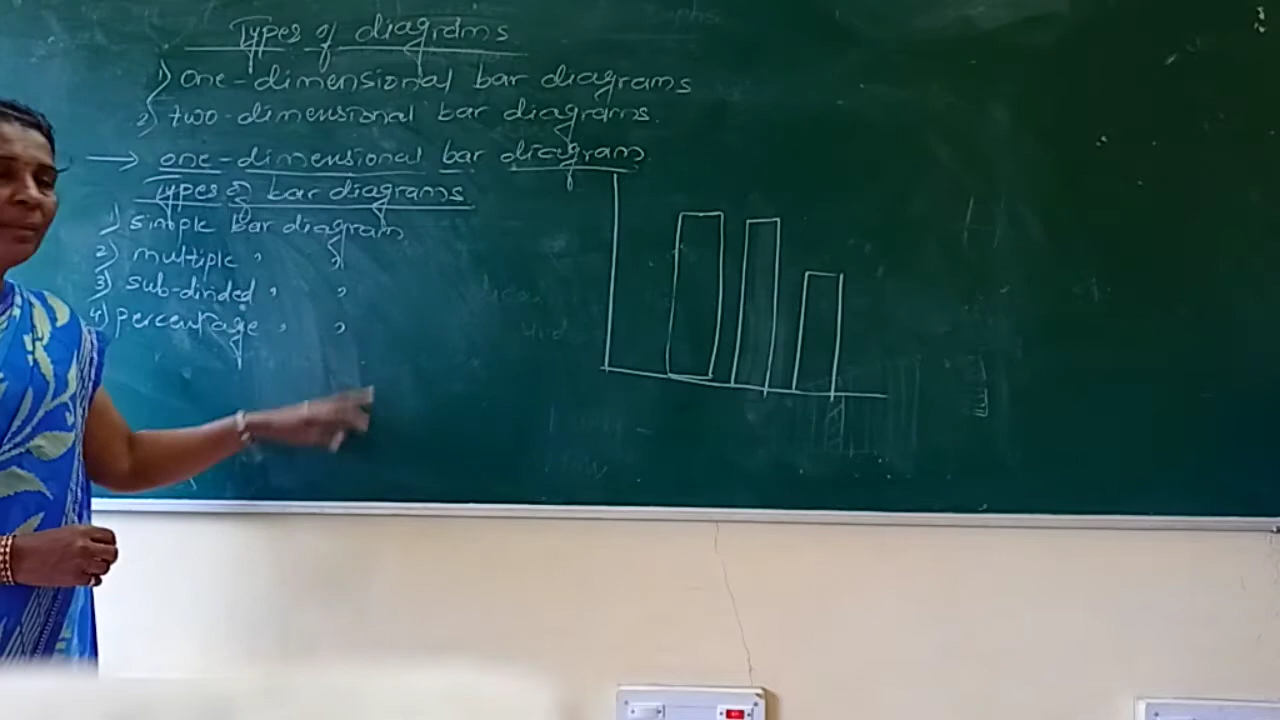 Types of diagrams
1) one-dimensional bar diagrams
2) two-dimensional bar diagrams.
→ one-dimensional bar diagram
Types of bar diagrams
1) simple bar diagram
2) multiple " "
3) sub-divided " "
4) percentage " "